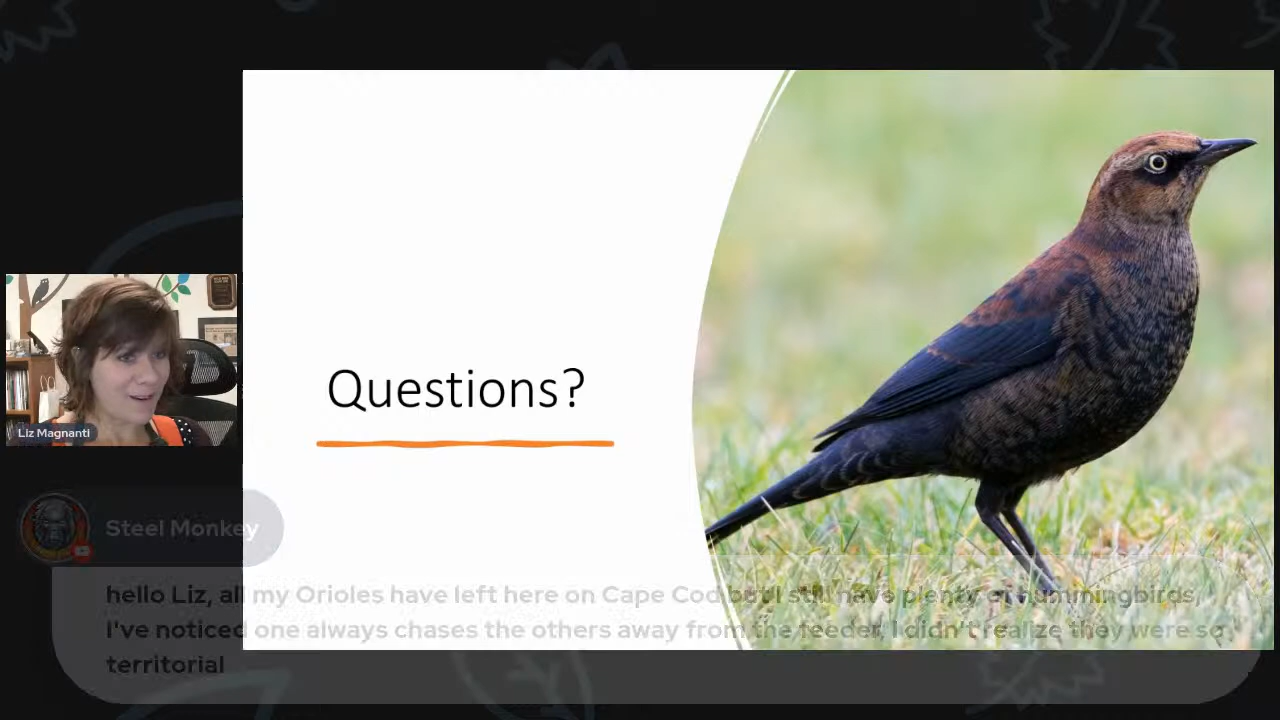 Questions?
Liz Magnanti
Steel Monkey
hello Liz, all my Orioles have left here on Cape Cod but I still have plenty of hummingbirds,
I've noticed one always chases the others away from the feeder, I didn't realize they were so
territorial